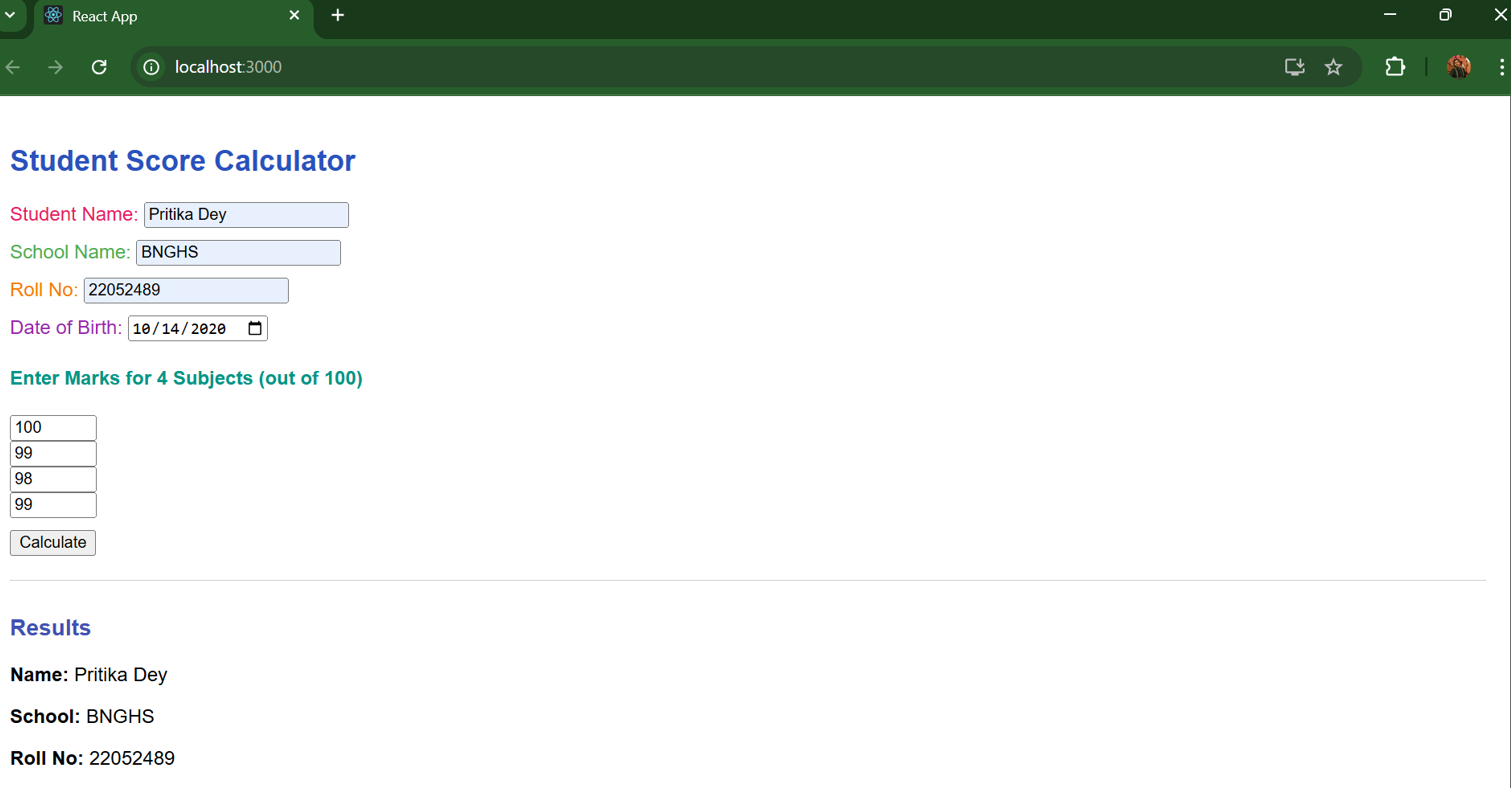 React App
localhost:3000
Student Score Calculator
Student Name: Pritika Dey
School Name: BNGHS
Roll No: 22052489
Date of Birth: 10/14/2020
Enter Marks for 4 Subjects (out of 100)
100
99
98
99
Calculate
Results
Name: Pritika Dey
School: BNGHS
Roll No: 22052489